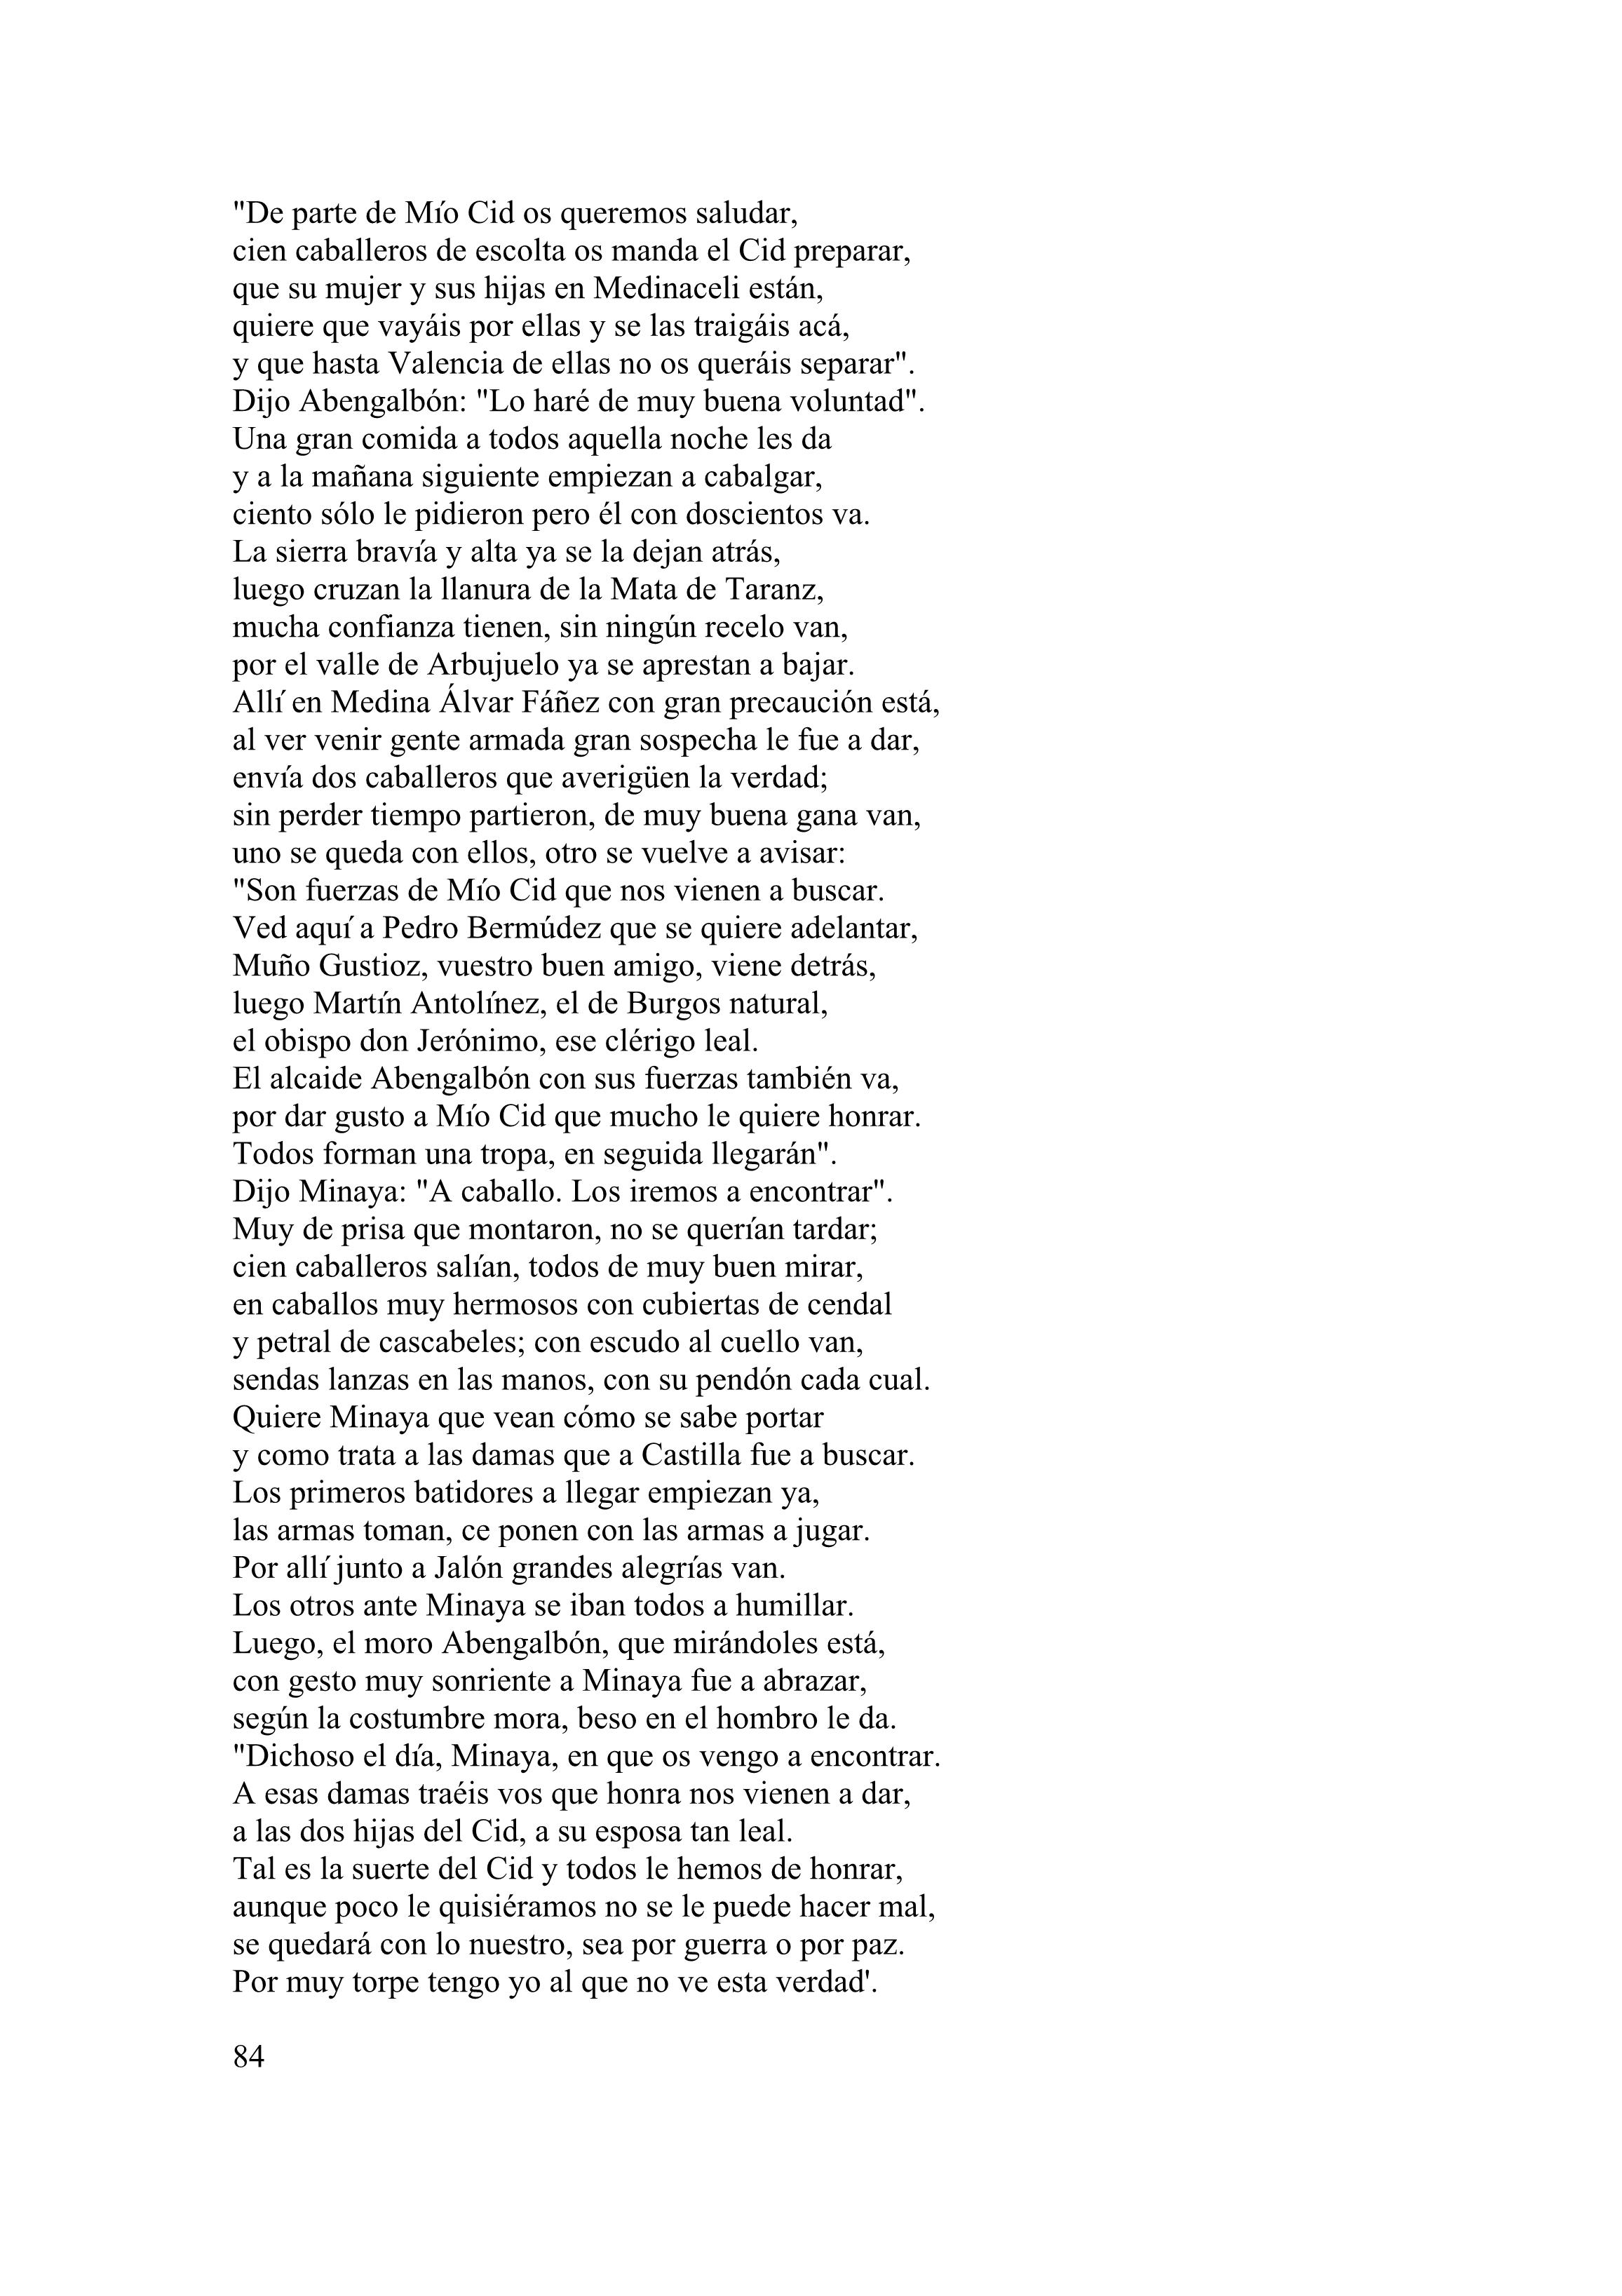 "De parte de Mío Cid os queremos saludar,
cien caballeros de escolta os manda el Cid preparar,
que su mujer y sus hijas en Medinaceli están,
quiere que vayáis por ellas y se las traigáis acá,
y que hasta Valencia de ellas no os queráis separar".
Dijo Abengalbón: "Lo haré de muy buena voluntad".
Una gran comida a todos aquella noche les da
y a la mañana siguiente empiezan a cabalgar,
ciento sólo le pidieron pero él con doscientos va.
La sierra bravía y alta ya se la dejan atrás,
luego cruzan la llanura de la Mata de Taranz,
mucha confianza tienen, sin ningún recelo van,
por el valle de Arbujuelo ya se aprestan a bajar.
Allí en Medina Álvar Fáñez con gran precaución está,
al ver venir gente armada gran sospecha le fue a dar,
envía dos caballeros que averigüen la verdad;
sin perder tiempo partieron, de muy buena gana van,
uno se queda con ellos, otro se vuelve a avisar:
"Son fuerzas de Mío Cid que nos vienen a buscar.
Ved aquí a Pedro Bermúdez que se quiere adelantar,
Muño Gustioz, vuestro buen amigo, viene detrás,
luego Martín Antolínez, el de Burgos natural,
el obispo don Jerónimo, ese clérigo leal.
El alcaide Abengalbón con sus fuerzas también va,
por dar gusto a Mío Cid que mucho le quiere honrar.
Todos forman una tropa, en seguida llegarán".
Dijo Minaya: "A caballo. Los iremos a encontrar".
Muy de prisa que montaron, no se querían tardar;
cien caballeros salían, todos de muy buen mirar,
en caballos muy hermosos con cubiertas de cendal
y petral de cascabeles; con escudo al cuello van,
sendas lanzas en las manos, con su pendón cada cual.
Quiere Minaya que vean cómo se sabe portar
y como trata a las damas que a Castilla fue a buscar.
Los primeros batidores a llegar empiezan ya,
las armas toman, ce ponen con las armas a jugar.
Por allí junto a Jalón grandes alegrías van.
Los otros ante Minaya se iban todos a humillar.
Luego, el moro Abengalbón, que mirándoles está,
con gesto muy sonriente a Minaya fue a abrazar,
según la costumbre mora, beso en el hombro le da.
"Dichoso el día, Minaya, en que os vengo a encontrar.
A esas damas traéis vos que honra nos vienen a dar,
a las dos hijas del Cid, a su esposa tan leal.
Tal es la suerte del Cid y todos le hemos de honrar,
aunque poco le quisiéramos no se le puede hacer mal,
se quedará con lo nuestro, sea por guerra o por paz.
Por muy torpe tengo yo al que no ve esta verdad'.
84